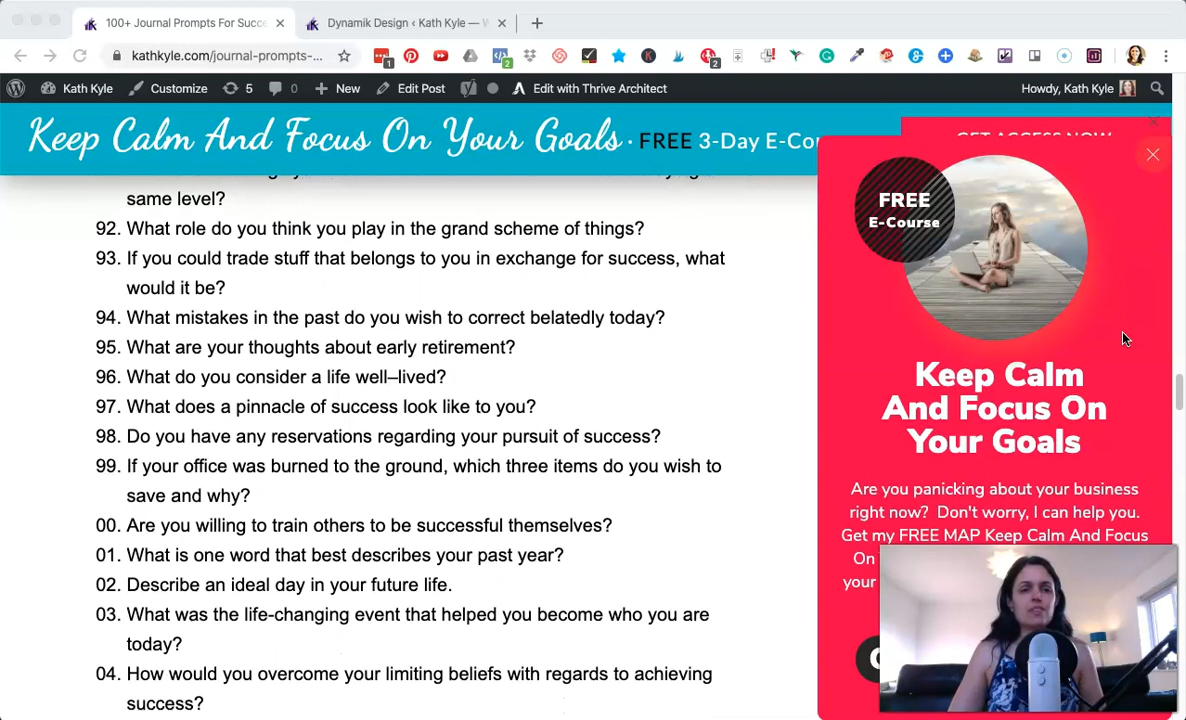 100+ Journal Prompts For Succe
Dynamik Design ‹ Kath Kyle — W
kathkyle.com/journal-prompts-...
1
2
2
Kath Kyle
Customize
5
0
New
Edit Post
Edit with Thrive Architect
Howdy, Kath Kyle
Keep Calm And Focus On Your Goals · FREE 3-Day E-Cou
GET ACCESS NOW
same level?
92. What role do you think you play in the grand scheme of things?
93. If you could trade stuff that belongs to you in exchange for success, what
would it be?
94. What mistakes in the past do you wish to correct belatedly today?
95. What are your thoughts about early retirement?
96. What do you consider a life well–lived?
97. What does a pinnacle of success look like to you?
98. Do you have any reservations regarding your pursuit of success?
99. If your office was burned to the ground, which three items do you wish to
save and why?
00. Are you willing to train others to be successful themselves?
01. What is one word that best describes your past year?
02. Describe an ideal day in your future life.
03. What was the life-changing event that helped you become who you are
today?
04. How would you overcome your limiting beliefs with regards to achieving
success?
FREE
E-Course
Keep Calm
And Focus On
Your Goals
Are you panicking about your business
right now? Don't worry, I can help you.
Get my FREE MAP Keep Calm And Focus
On
your